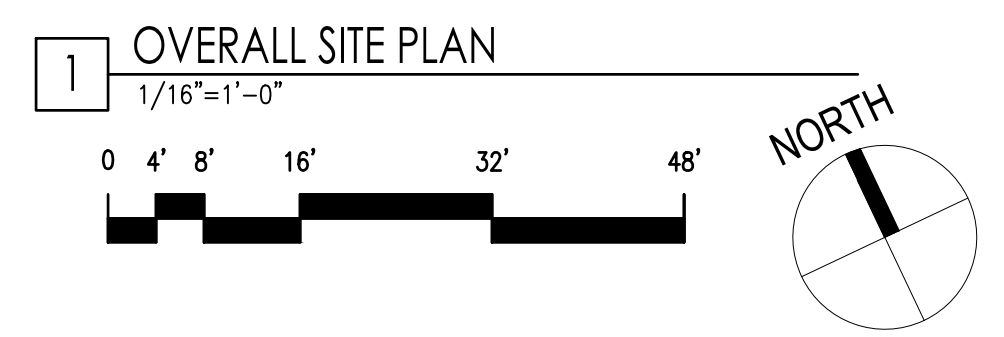 1
OVERALL SITE PLAN
1/16"=1'-0"
0 4' 8' 16' 32' 48'
NORTH